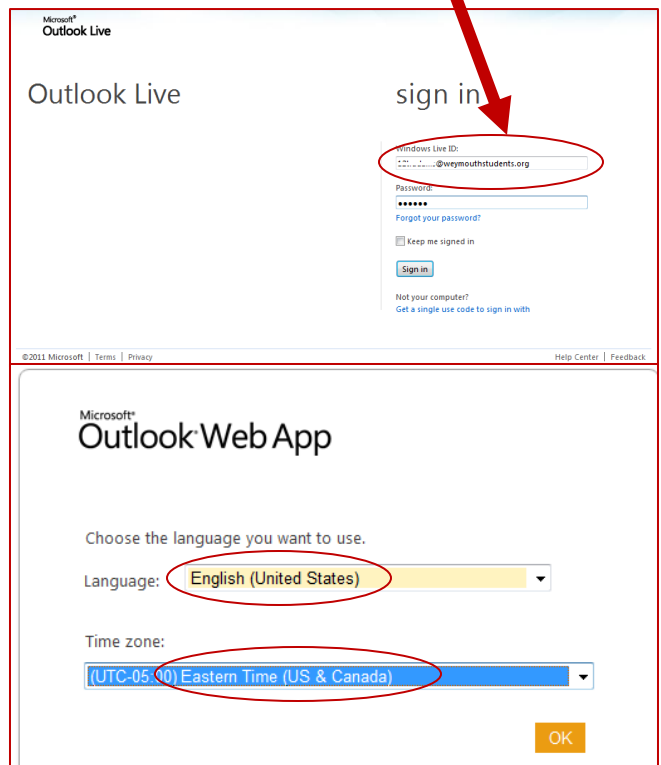 Microsoft®
Outlook Live
Outlook Live
sign in
Windows Live ID:
@weymouthstudents.org
Password:
••••••
Forgot your password?
Keep me signed in
Sign in
Not your computer?
Get a single use code to sign in with
©2011 Microsoft | Terms | Privacy
Help Center | Feedback
Microsoft®
Outlook Web App
Choose the language you want to use.
Language: English (United States)
Time zone:
(UTC-05:00) Eastern Time (US & Canada)
OK